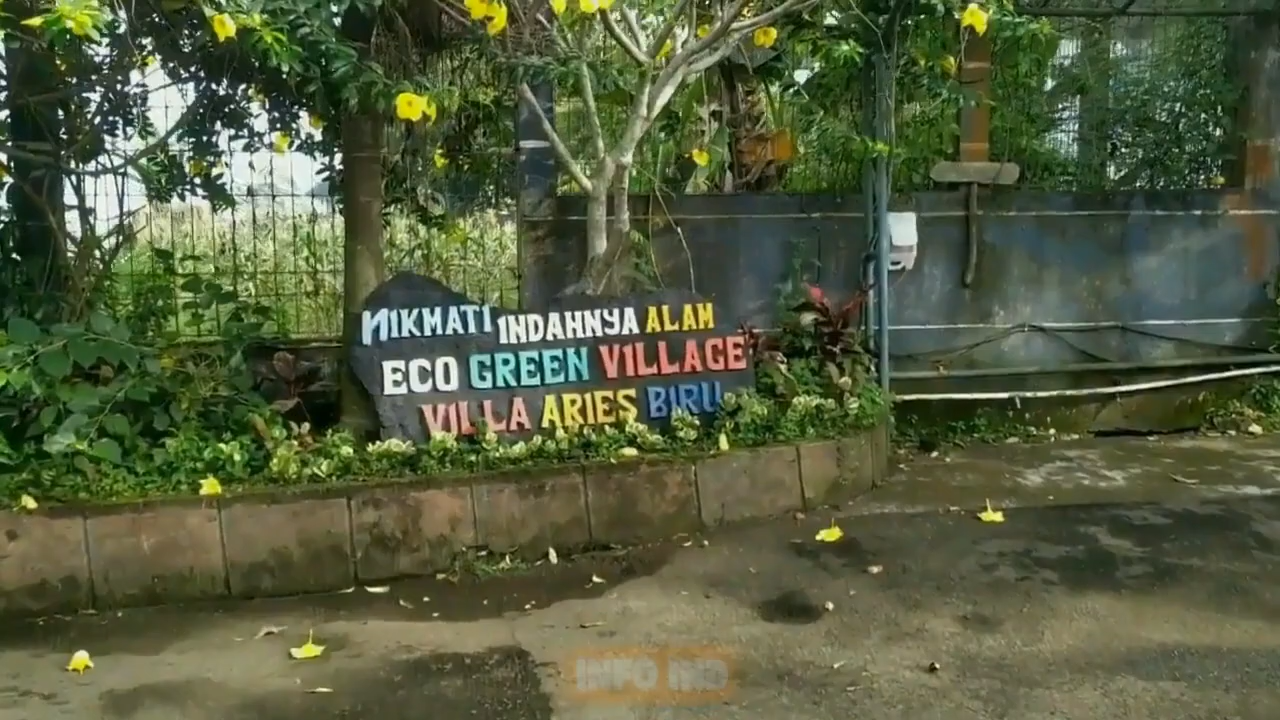 NIKMATI INDAHNYA ALAM
ECO GREEN VILLAGE
VILLA ARIES BIRU
INFO IND